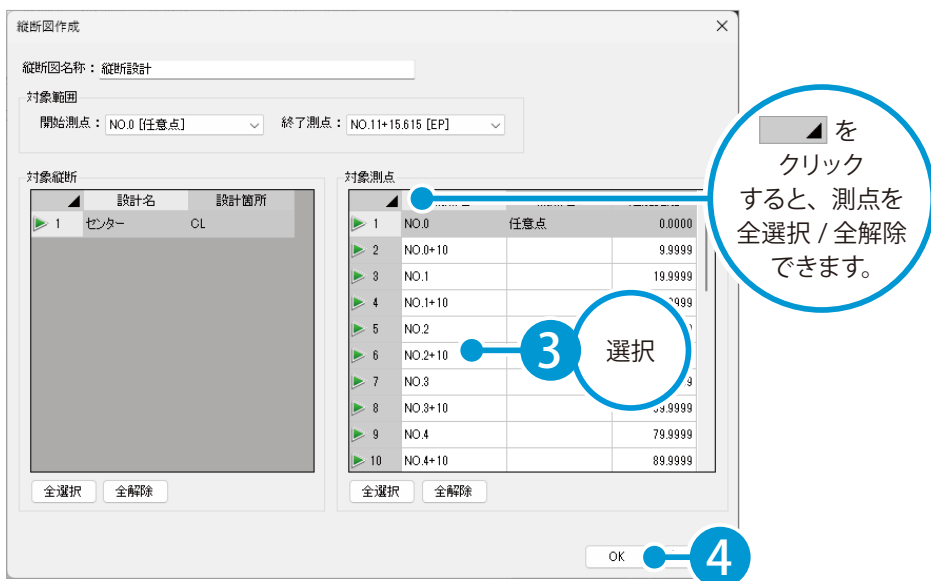 縦断図作成
縦断図名称： 縦断設計
対象範囲
開始測点： NO.0 [任意点] 終了測点： NO.11+15.615 [EP]
対象縦断
設計名 設計箇所
1 センター CL
全選択 全解除
対象測点
1 NO.0 任意点 0.0000
2 NO.0+10 9.9999
3 NO.1 19.9999
4 NO.1+10 9999
5 NO.2
6 NO.2+10
7 NO.3 9
8 NO.3+10 9.9999
9 NO.4 79.9999
10 NO.4+10 89.9999
全選択 全解除
3 選択
を
クリック
すると、測点を
全選択 / 全解除
できます。
OK
4